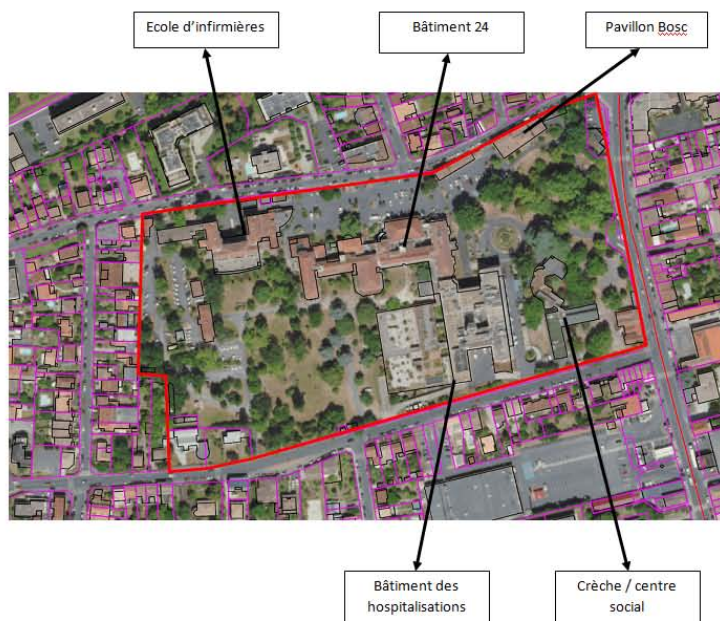 Ecole d’infirmières
Bâtiment 24
Pavillon Bosc
Bâtiment des
hospitalisations
Crèche / centre
social